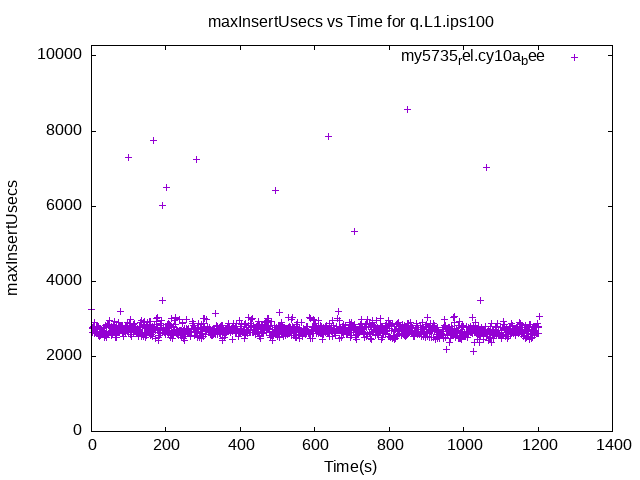 maxInsertUsecs vs Time for q.L1.ips100
my5735rel.cy10abee
10000
8000
6000
4000
2000
0
maxInsertUsecs
0 200 400 600 800 1000 1200 1400
Time(s)